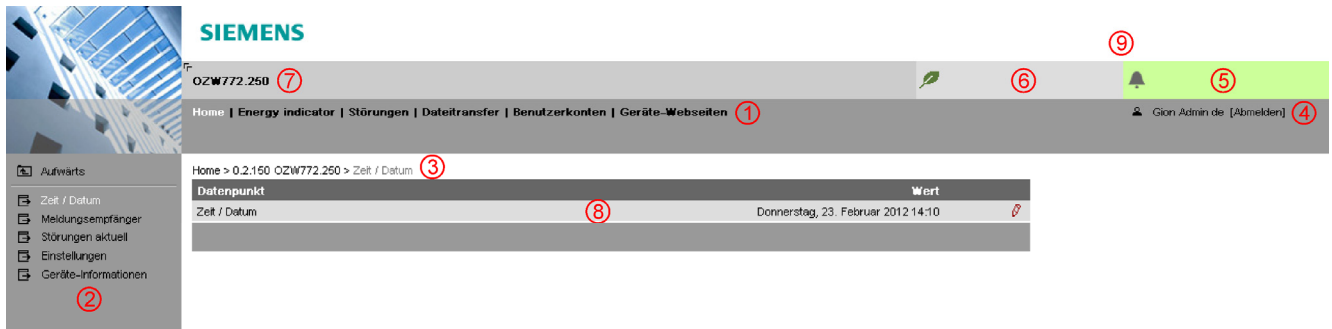 SIEMENS
⑨
OZW772.250 ⑦
⑥
⑤
Home | Energy indicator | Störungen | Dateitransfer | Benutzerkonten | Geräte-Webseiten ①
Gion Admin de [Abmelden] ④
Aufwärts
Zeit / Datum
Meldungsempfänger
Störungen aktuell
Einstellungen
Geräte-Informationen
②
Home > 0.2.150 OZW772.250 > Zeit / Datum ③
Datenpunkt Wert
Zeit / Datum ⑧ Donnerstag, 23. Februar 2012 14:10